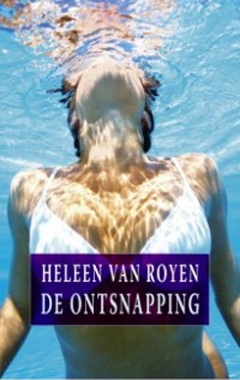 HELEEN VAN ROYEN
DE ONTSNAPPING